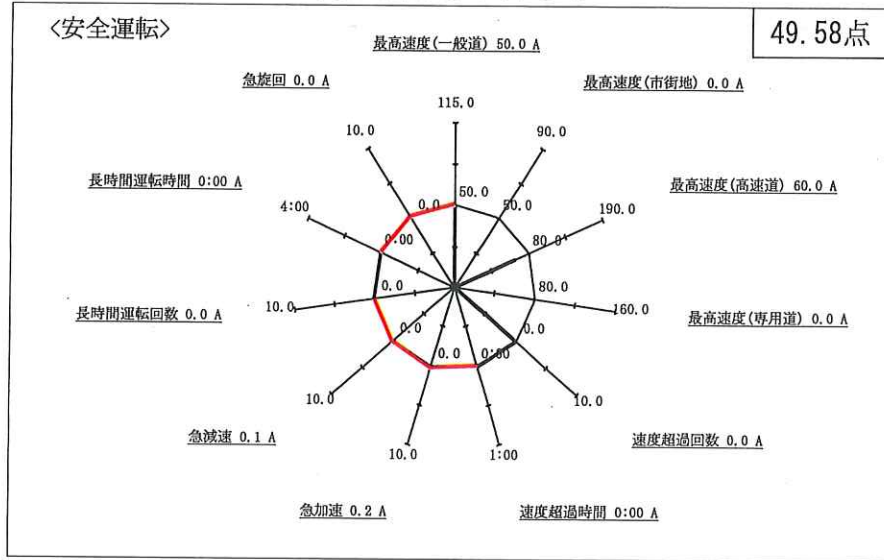 <安全運転>
49.58点
最高速度(一般道) 50.0 A
急旋回 0.0 A
最高速度(市街地) 0.0 A
115.0
10.0
90.0
長時間運転時間 0:00 A
最高速度(高速道) 60.0 A
4:00
190.0
50.0
0.0
50.0
0:00
80.0
0.0
80.0
長時間運転回数 0.0 A
10.0
160.0
最高速度(専用道) 0.0 A
0.0
0.0
0.0
0:00
10.0
10.0
急減速 0.1 A
速度超過回数 0.0 A
10.0
1:00
急加速 0.2 A
速度超過時間 0:00 A